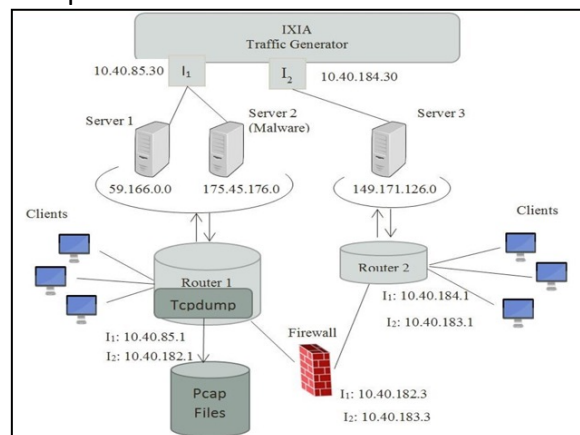 IXIA
Traffic Generator
10.40.85.30
I1
I2
10.40.184.30
Server 1
Server 2
(Malware)
Server 3
59.166.0.0
175.45.176.0
149.171.126.0
Clients
Clients
Router 1
Tcpdump
Router 2
I1: 10.40.85.1
I2: 10.40.182.1
Firewall
I1: 10.40.184.1
I2: 10.40.183.1
Pcap
Files
I1: 10.40.182.3
I2: 10.40.183.3